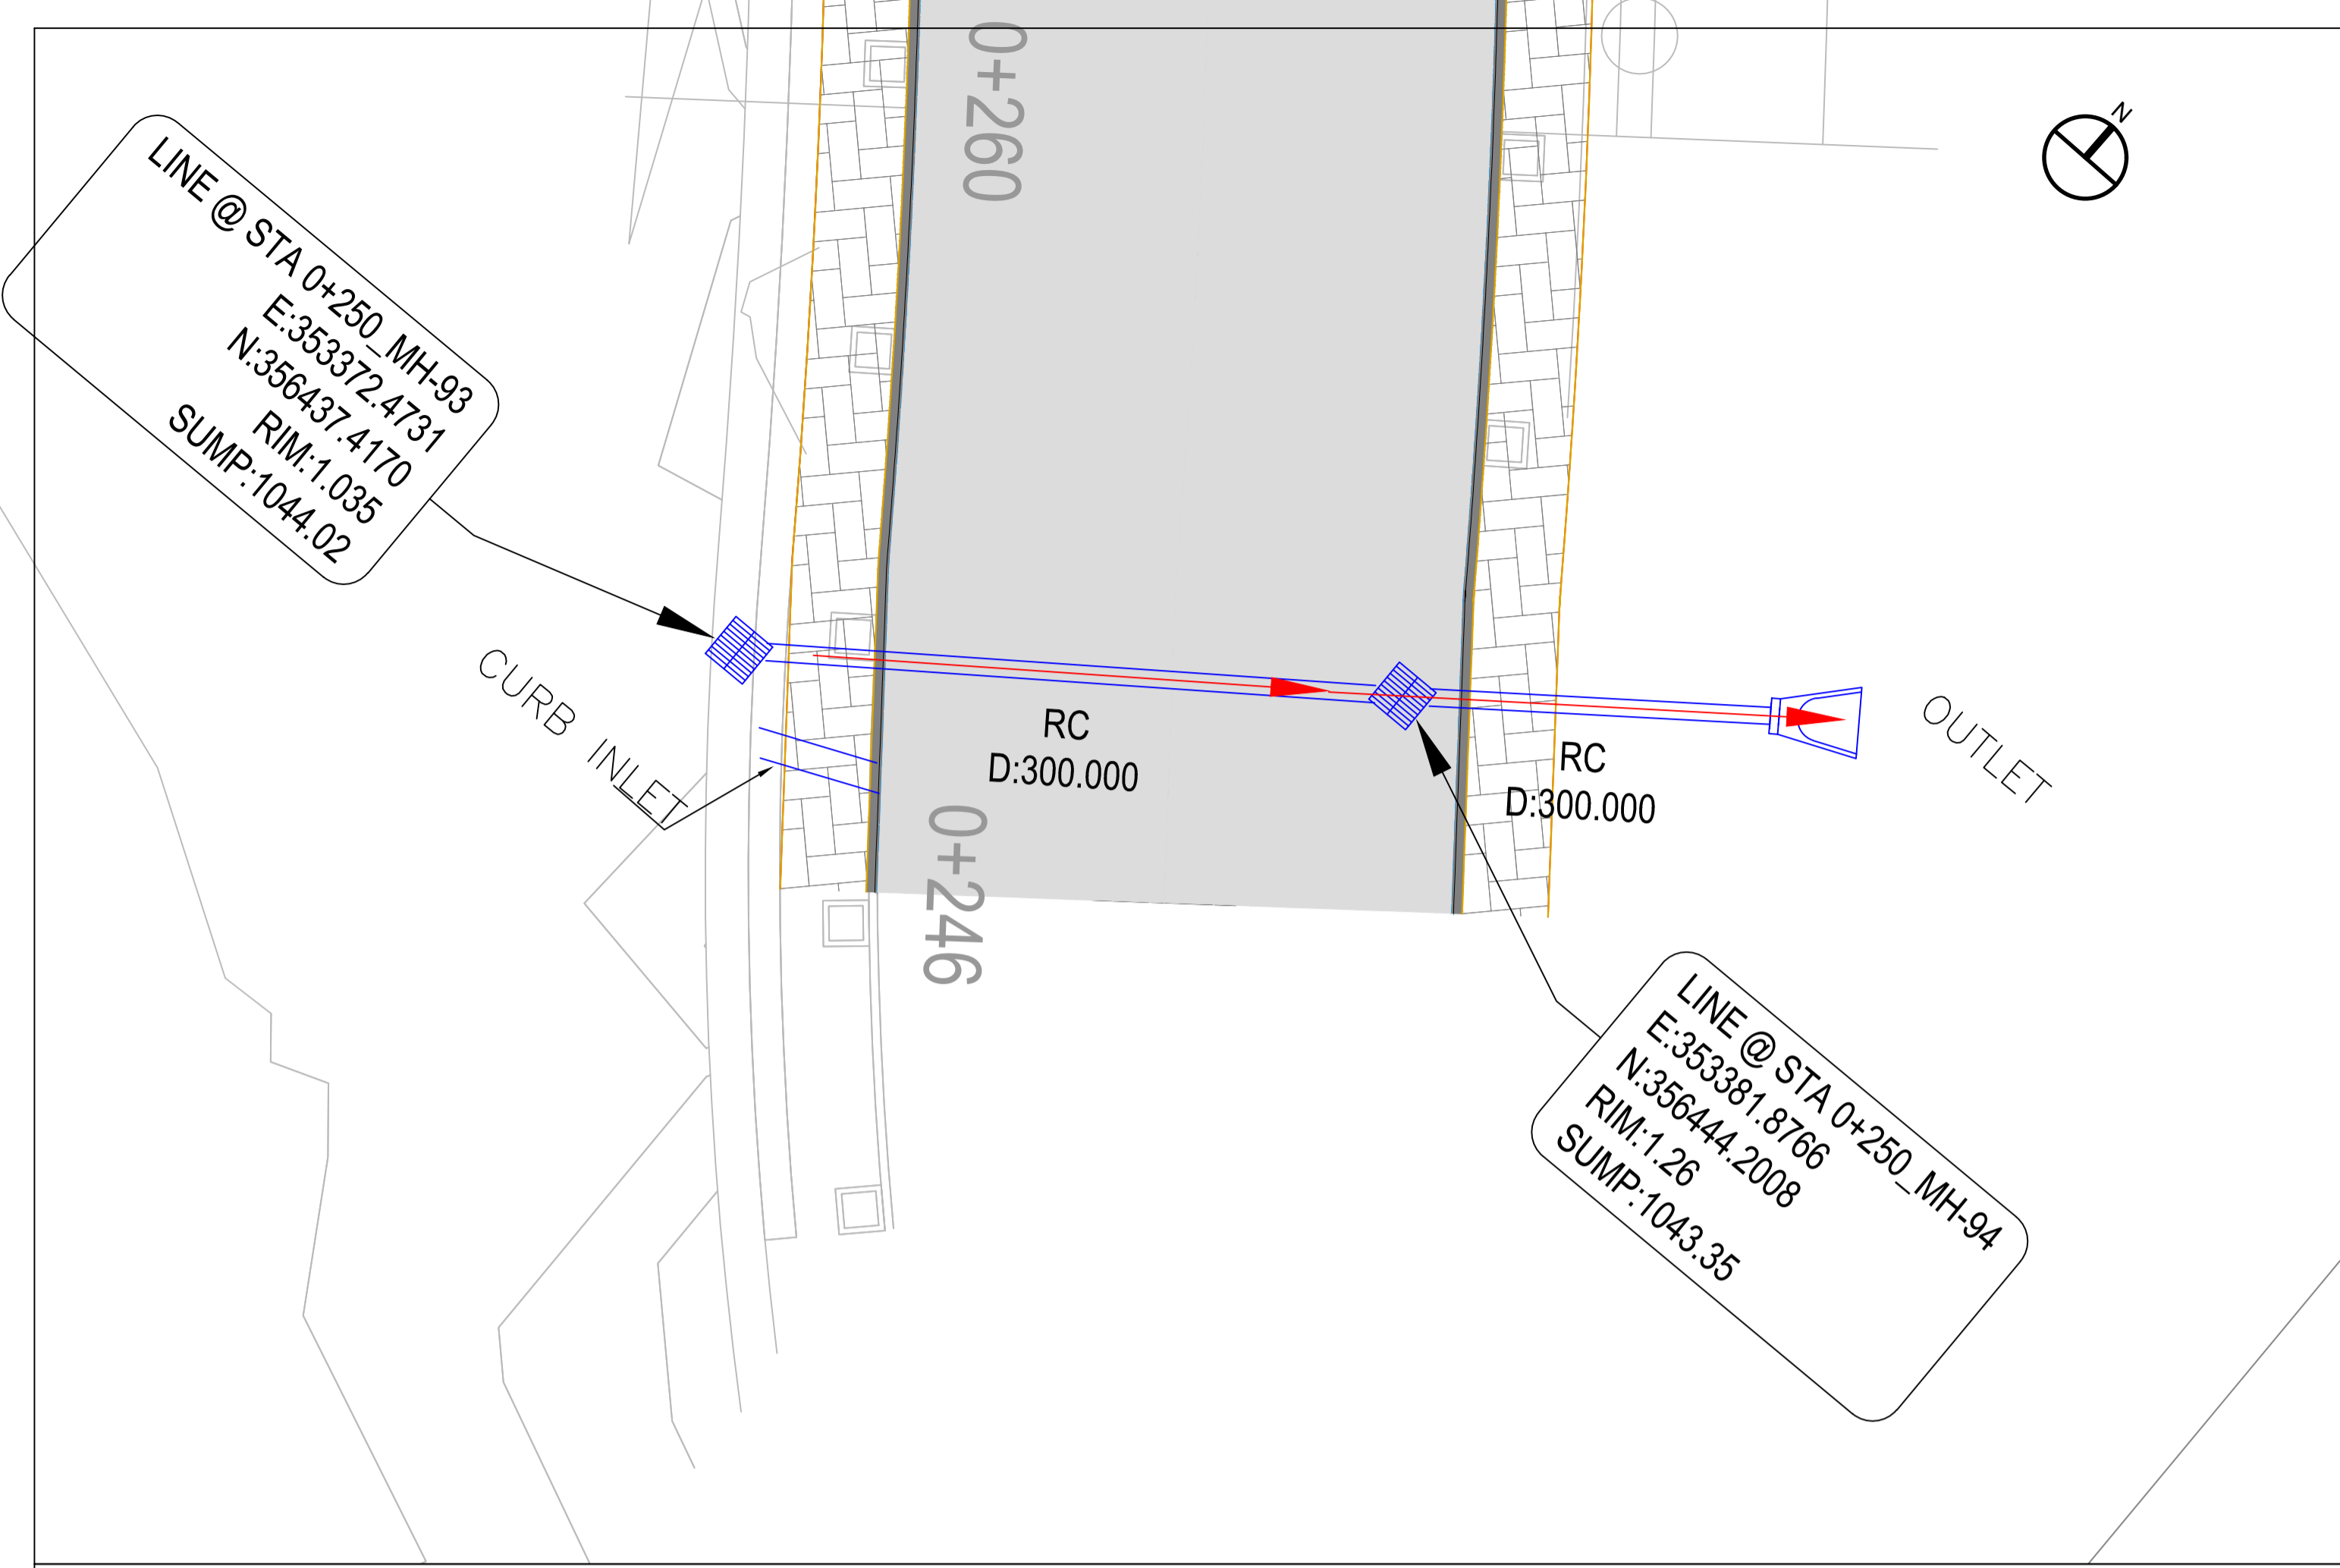 0+260
N
LINE @ STA 0+250_MH-93
E:353372.4731
N:356437.4170
RIM:1.035
SUMP:1044.02
CURB INLET
RC
D:300.000
RC
D:300.000
OUTLET
0+246
LINE @ STA 0+250_MH-94
E:353381.8766
N:356444.2008
RIM:1.26
SUMP:1043.35